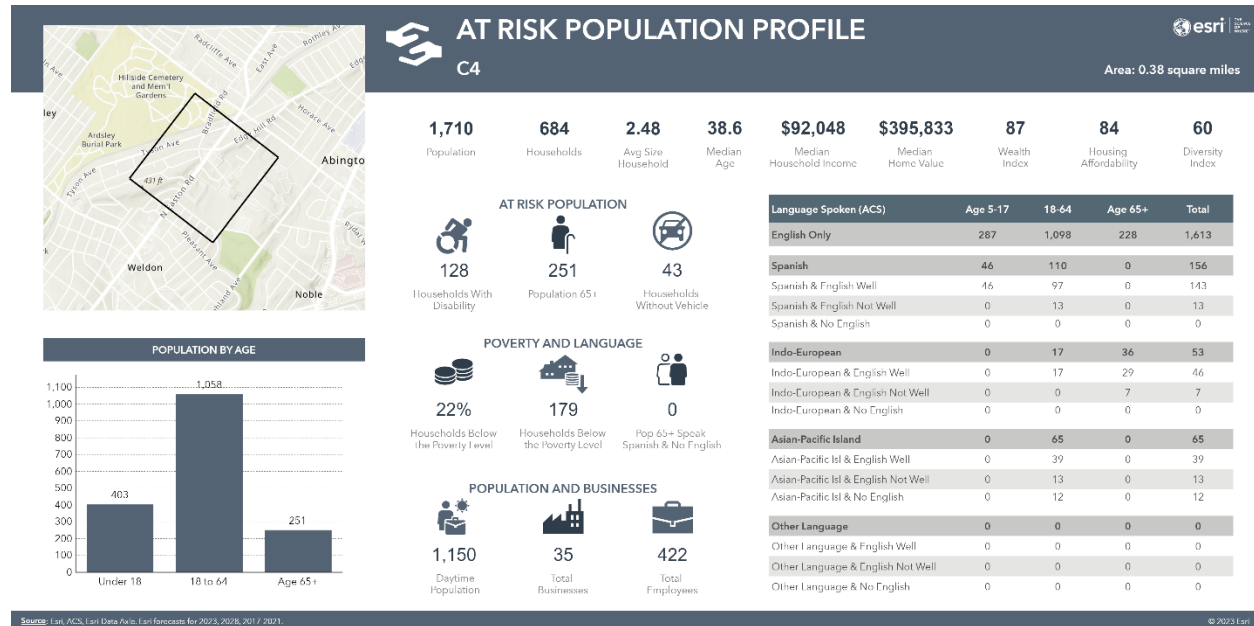 AT RISK POPULATION PROFILE
C4
esri
THE SCIENCE OF WHERE
Area: 0.38 square miles
Radcliffe Ave
East Ave
Rothley Ave
Hillside Cemetery
and Mem'l
Gardens
Bradfield Rd
Horace Ave
Edge Hill Rd
ley
Ardsley
Burial Park
Tyson Ave
Abingto
Tyson Ave
431 ft
N Easton Rd
Pleasant Ave
Weldon
Noble
1,710
Population
684
Households
2.48
Avg Size
Household
38.6
Median
Age
$92,048
Median
Household Income
$395,833
Median
Home Value
87
Wealth
Index
84
Housing
Affordability
60
Diversity
Index
AT RISK POPULATION
128
Households With
Disability
251
Population 65+
43
Households
Without Vehicle
POVERTY AND LANGUAGE
22%
Households Below
the Poverty Level
179
Households Below
the Poverty Level
0
Pop 65+ Speak
Spanish & No English
POPULATION AND BUSINESSES
1,150
Daytime
Population
35
Total
Businesses
422
Total
Employees
POPULATION BY AGE
1,100
1,000
900
800
700
600
500
400
300
200
100
0
403
1,058
251
Under 18 18 to 64 Age 65+
Language Spoken (ACS) Age 5-17 18-64 Age 65+ Total
English Only 287 1,098 228 1,613
Spanish 46 110 0 156
Spanish & English Well 46 97 0 143
Spanish & English Not Well 0 13 0 13
Spanish & No English 0 0 0 0
Indo-European 0 17 36 53
Indo-European & English Well 0 17 29 46
Indo-European & English Not Well 0 0 7 7
Indo-European & No English 0 0 0 0
Asian-Pacific Island 0 65 0 65
Asian-Pacific Isl & English Well 0 39 0 39
Asian-Pacific Isl & English Not Well 0 13 0 13
Asian-Pacific Isl & No English 0 12 0 12
Other Language 0 0 0 0
Other Language & English Well 0 0 0 0
Other Language & English Not Well 0 0 0 0
Other Language & No English 0 0 0 0
Source: Esri, ACS, Esri-Data Axle. Esri forecasts for 2023, 2028, 2017-2021.
© 2023 Esri